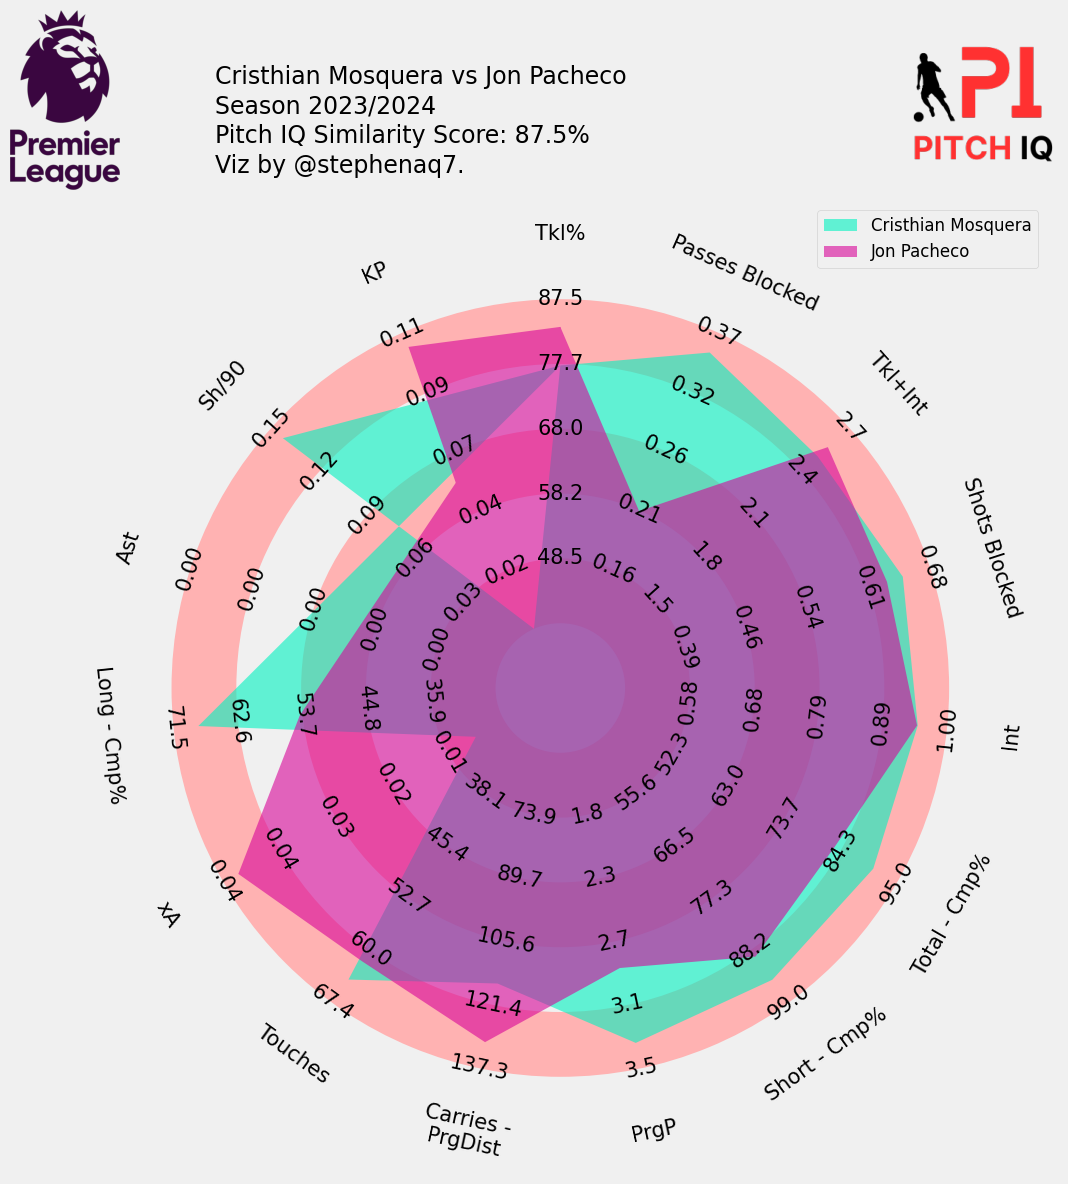 Cristhian Mosquera vs Jon Pacheco
Season 2023/2024
Pitch IQ Similarity Score: 87.5%
Viz by @stephenaq7.
Premier
League
PI
PITCH IQ
Cristhian Mosquera
Jon Pacheco
Tkl%
87.5
77.7
68.0
58.2
48.5
Passes Blocked
0.37
0.32
0.26
0.21
0.16
Tkl+Int
2.7
2.4
2.1
1.8
1.5
Shots Blocked
0.68
0.61
0.54
0.46
0.39
Int
1.00
0.89
0.79
0.68
0.58
Total - Cmp%
95.0
84.3
73.7
63.0
52.3
Short - Cmp%
99.0
88.2
77.3
66.5
55.6
PrgP
3.5
3.1
2.7
2.3
1.8
Carries -
PrgDist
137.3
121.4
105.6
89.7
73.9
Touches
67.4
60.0
52.7
45.4
38.1
xA
0.04
0.04
0.03
0.02
0.01
Long - Cmp%
71.5
62.6
53.7
44.8
35.9
Ast
0.00
0.00
0.00
0.00
0.00
Sh/90
0.15
0.12
0.09
0.06
0.03
KP
0.11
0.09
0.07
0.04
0.02